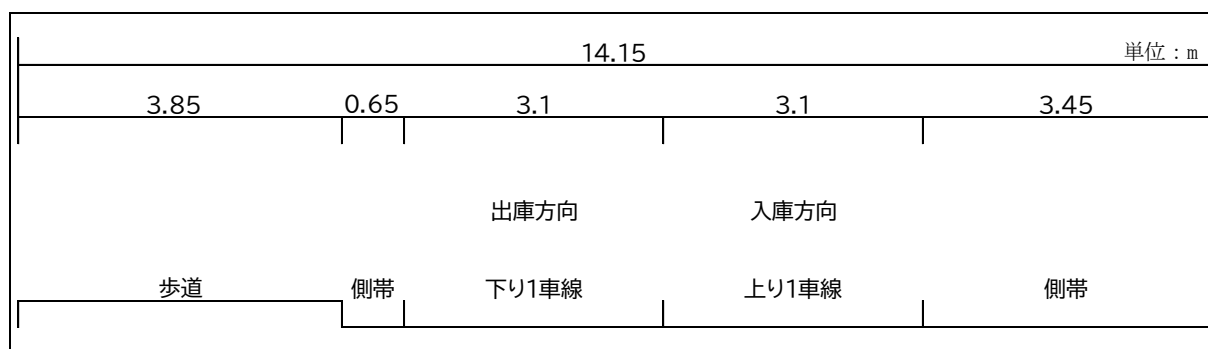 14.15 単位：m
3.85 0.65 3.1 3.1 3.45
出庫方向 入庫方向
歩道 側帯 下り1車線 上り1車線 側帯